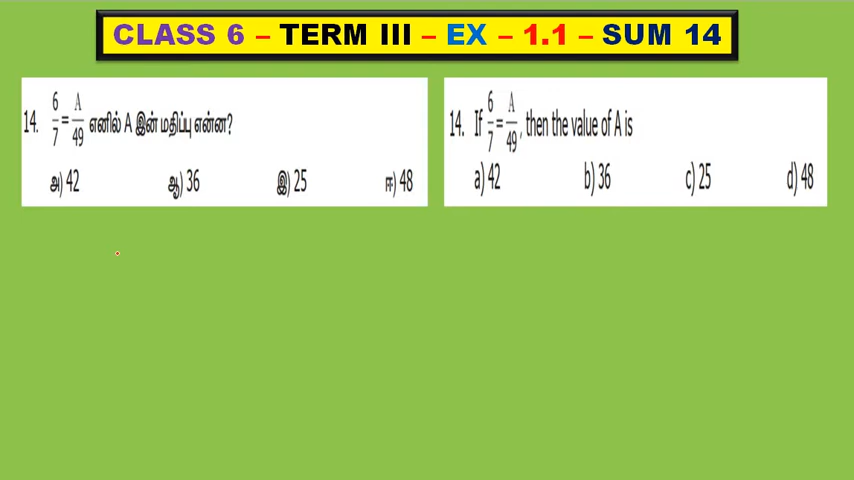 CLASS 6 – TERM III – EX – 1.1 – SUM 14
14. 6/7 = A/49 எனில் A இன் மதிப்பு என்ன?
அ) 42 ஆ) 36 இ) 25 ஈ) 48
14. If 6/7 = A/49, then the value of A is
a) 42 b) 36 c) 25 d) 48